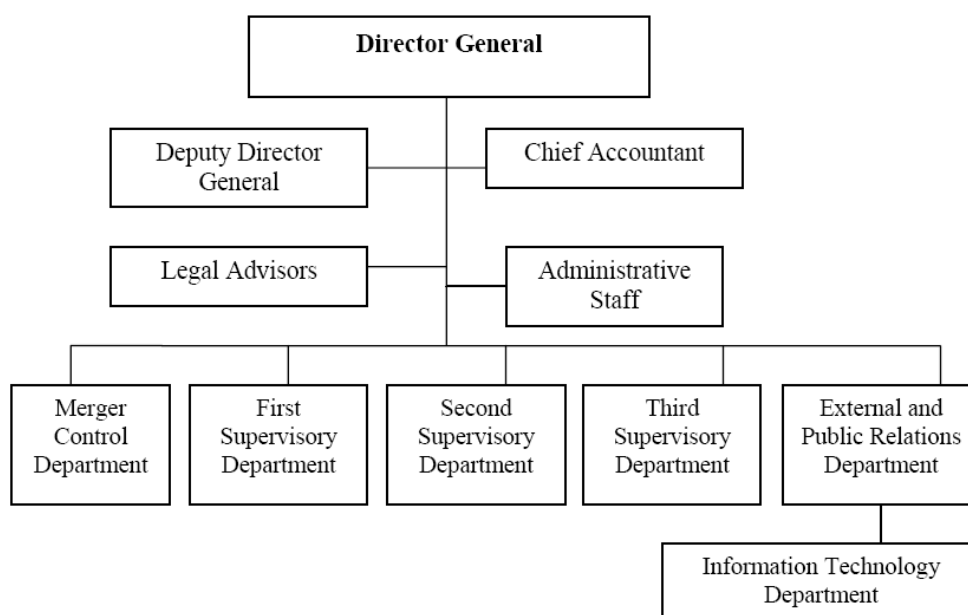 Director General
Deputy Director
General
Chief Accountant
Legal Advisors
Administrative
Staff
Merger
Control
Department
First
Supervisory
Department
Second
Supervisory
Department
Third
Supervisory
Department
External and
Public Relations
Department
Information Technology
Department